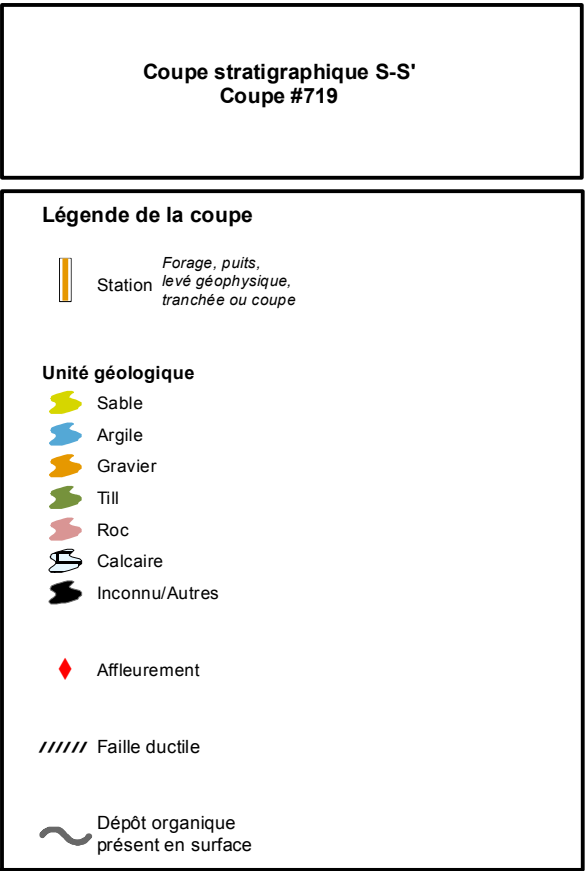 Coupe stratigraphique S-S'
Coupe #719
Légende de la coupe
Station
Forage, puits,
levé géophysique,
tranchée ou coupe
Unité géologique
Sable
Argile
Gravier
Till
Roc
Calcaire
Inconnu/Autres
Affleurement
Faille ductile
Dépôt organique
présent en surface